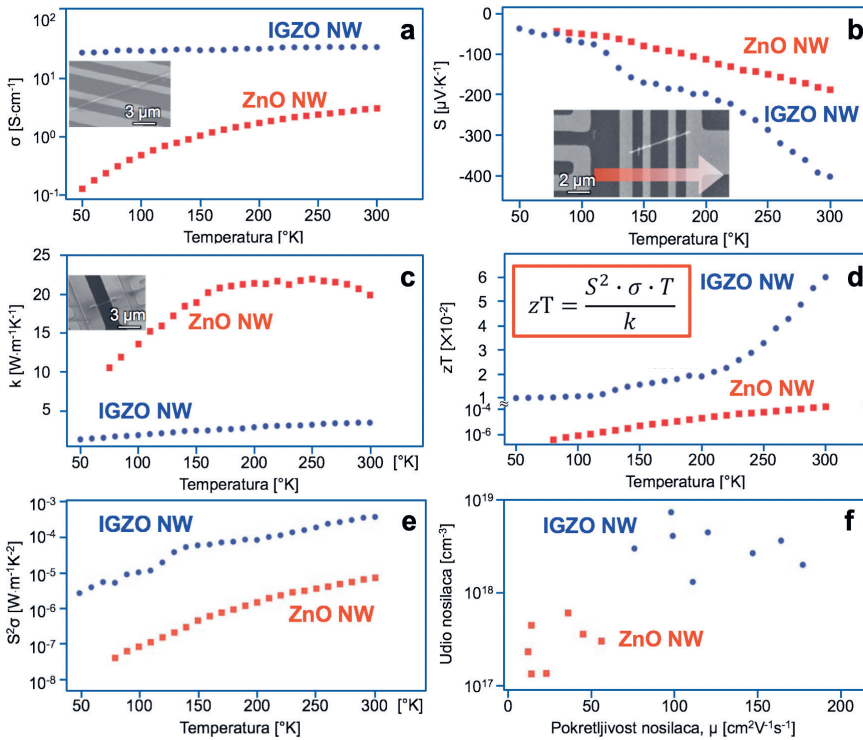 a
σ [S·cm⁻¹]
10²
10¹
10⁰
10⁻¹
IGZO NW
ZnO NW
3 µm
50 100 150 200 250 300
Temperatura [°K]
b
S [µV·K⁻¹]
0
-100
-200
-300
-400
ZnO NW
IGZO NW
2 µm
50 100 150 200 250 300
Temperatura [°K]
c
k [W·m⁻¹K⁻¹]
25
20
15
10
5
3 µm
ZnO NW
IGZO NW
50 100 150 200 250 300 [°K]
Temperatura [°K]
d
zT [×10⁻²]
6
5
4
3
2
1
≈
10⁻⁴
10⁻⁶
zT = S² · σ · T / k
IGZO NW
ZnO NW
50 100 150 200 250 300
Temperatura [°K]
e
S²σ [W·m⁻¹K⁻²]
10⁻³
10⁻⁴
10⁻⁵
10⁻⁶
10⁻⁷
10⁻⁸
IGZO NW
ZnO NW
50 100 150 200 250 300 [°K]
Temperatura [°K]
f
Udio nosilaca [cm⁻³]
10¹⁹
10¹⁸
10¹⁷
IGZO NW
ZnO NW
0 50 100 150 200
Pokretljivost nosilaca, µ [cm²V⁻¹s⁻¹]